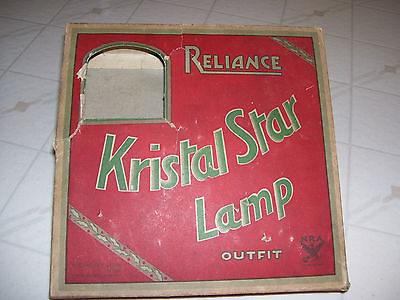 RELIANCE
Kristal Star
Lamp
OUTFIT
NRA